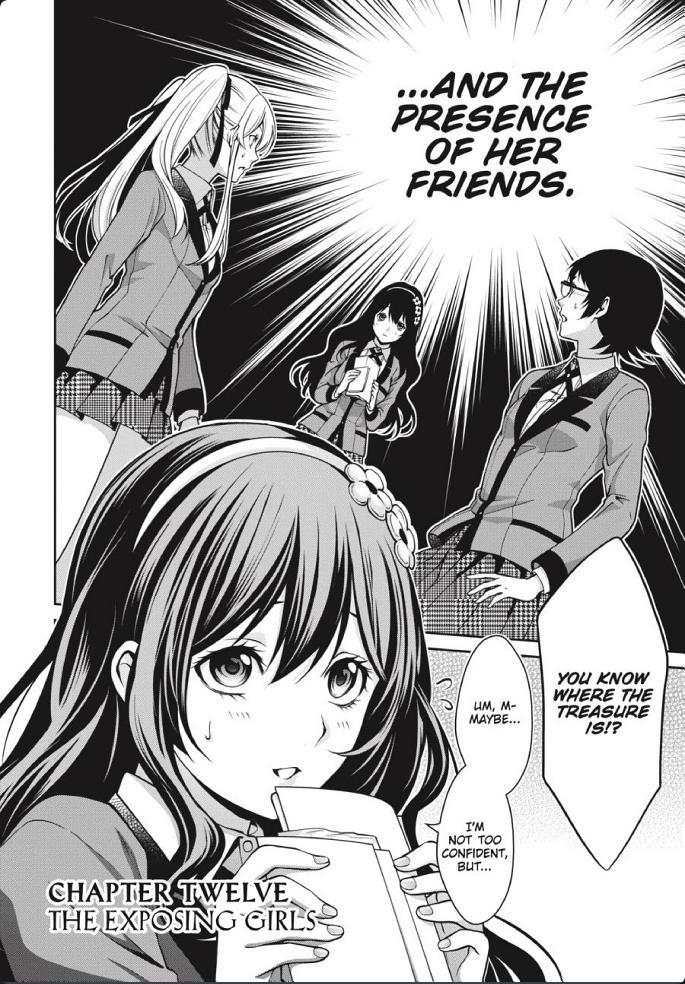 ...AND THE
PRESENCE
OF HER
FRIENDS.
YOU KNOW
WHERE THE
TREASURE
IS!?
UM, M-
MAYBE...
I'M
NOT TOO
CONFIDENT,
BUT...
CHAPTER TWELVE
THE EXPOSING GIRLS